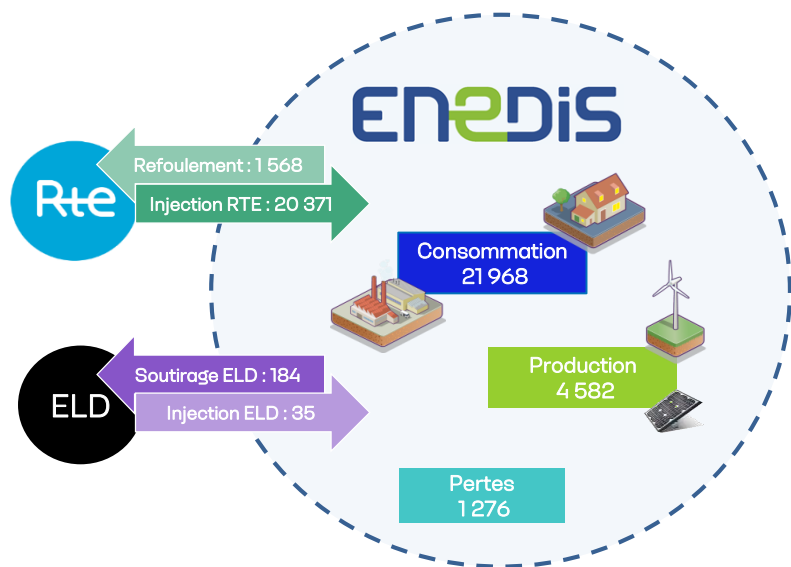 ENEDIS
Refoulement : 1 568
Rte
Injection RTE : 20 371
Consommation
21 968
Soutirage ELD : 184
Production
4 582
ELD
Injection ELD : 35
Pertes
1 276